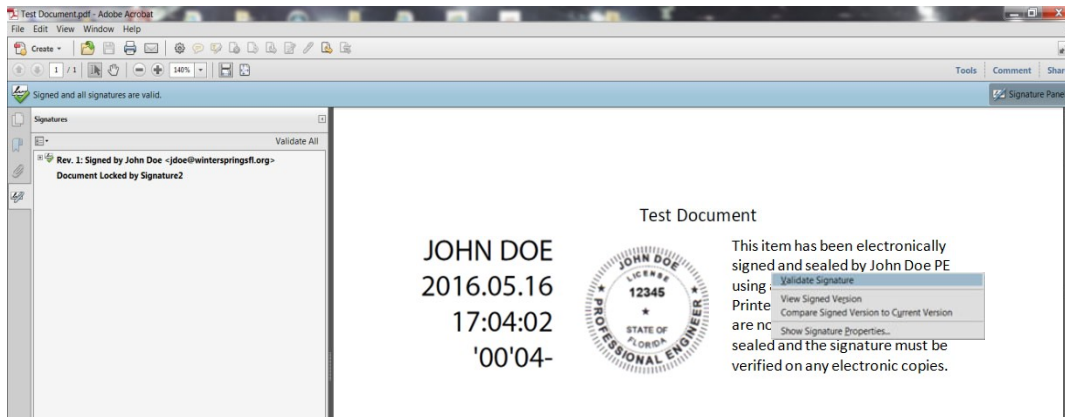 Test Document.pdf - Adobe Acrobat
File Edit View Window Help
Create
1 / 1 140% Tools Comment Shar
Signed and all signatures are valid. Signature Pane
Signatures
Validate All
Rev. 1: Signed by John Doe <jdoe@winterspringsfl.org>
Document Locked by Signature2
Test Document
JOHN DOE
2016.05.16
17:04:02
'00'04-
JOHN DOE
LICENSE
12345
STATE OF
FLORIDA
PROFESSIONAL ENGINEER
This item has been electronically
signed and sealed by John Doe PE
using
Printe
are no
sealed and the signature must be
verified on any electronic copies.
Validate Signature
View Signed Version
Compare Signed Version to Current Version
Show Signature Properties...